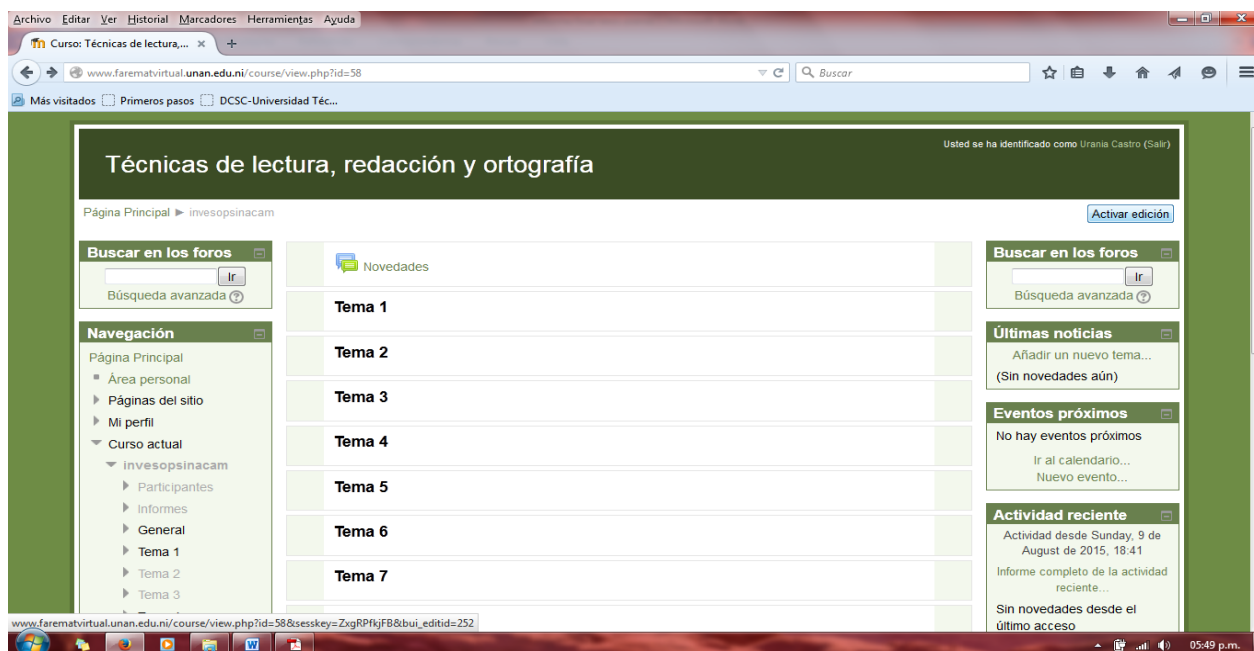 Archivo Editar Ver Historial Marcadores Herramientas Ayuda
Curso: Técnicas de lectura,... × +
www.farematvirtual.unan.edu.ni/course/view.php?id=58
Buscar
Más visitados Primeros pasos DCSC-Universidad Téc...
Usted se ha identificado como Urania Castro (Salir)
Técnicas de lectura, redacción y ortografía
Página Principal ► invesopsinacam
Activar edición
Buscar en los foros
Ir
Búsqueda avanzada
Navegación
Página Principal
Área personal
Páginas del sitio
Mi perfil
Curso actual
invesopsinacam
Participantes
Informes
General
Tema 1
Tema 2
Tema 3
Novedades
Tema 1
Tema 2
Tema 3
Tema 4
Tema 5
Tema 6
Tema 7
Buscar en los foros
Ir
Búsqueda avanzada
Últimas noticias
Añadir un nuevo tema...
(Sin novedades aún)
Eventos próximos
No hay eventos próximos
Ir al calendario...
Nuevo evento...
Actividad reciente
Actividad desde Sunday, 9 de
August de 2015, 18:41
Informe completo de la actividad
reciente...
Sin novedades desde el
último acceso
www.farematvirtual.unan.edu.ni/course/view.php?id=58&sesskey=ZxgRPfkjFB&bui_editid=252
05:49 p.m.